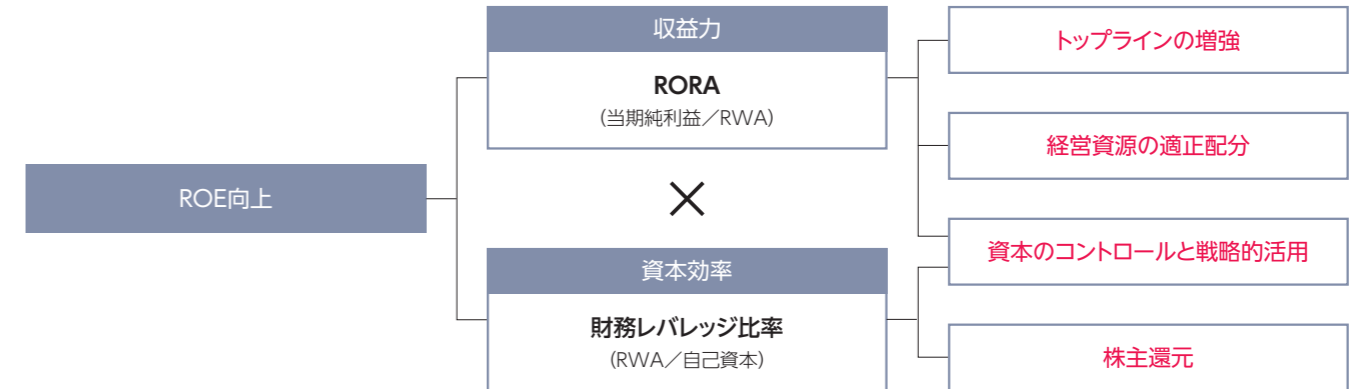 ROE向上
収益力
RORA
(当期純利益／RWA)
×
資本効率
財務レバレッジ比率
(RWA／自己資本)
トップラインの増強
経営資源の適正配分
資本のコントロールと戦略的活用
株主還元